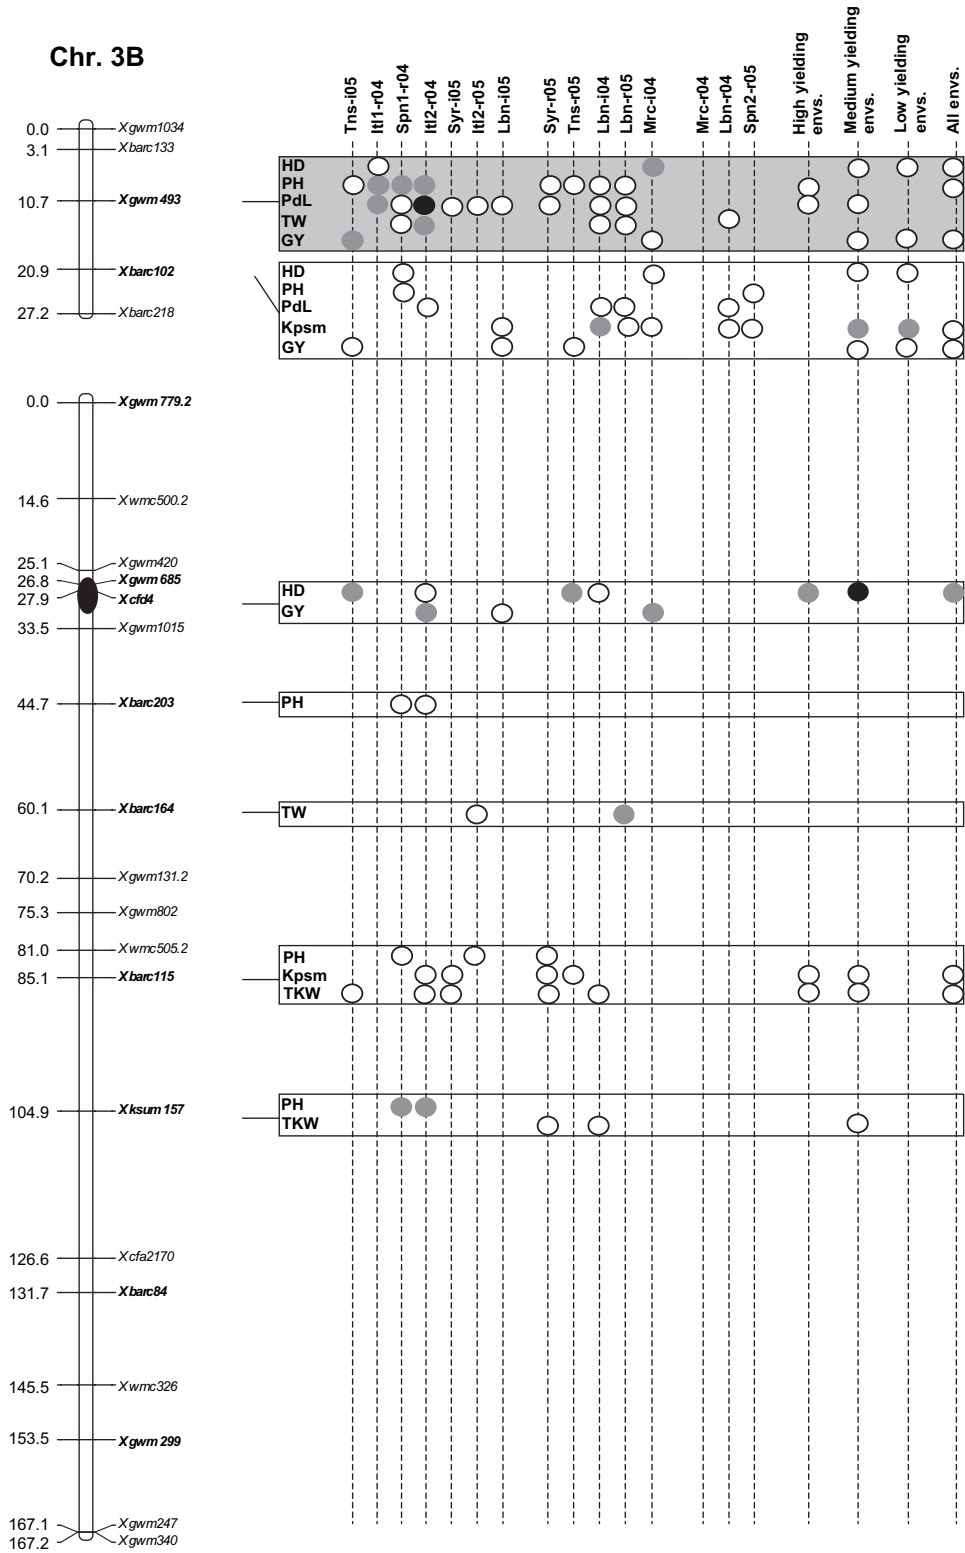 Chr. 3B
Tns-i05
Itl1-r04
Spn1-r04
Itl2-r04
Syr-i05
Itl2-r05
Lbn-i05
Syr-r05
Tns-r05
Lbn-i04
Lbn-r05
Mrc-i04
Mrc-r04
Lbn-r04
Spn2-r05
High yielding
envs.
Medium yielding
envs.
Low yielding
envs.
All envs.
0.0 Xgwm1034
3.1 Xbarc133
10.7 Xgwm493
20.9 Xbarc102
27.2 Xbarc218
HD
PH
PdL
TW
GY
HD
PH
PdL
Kpsm
GY
0.0 Xgwm779.2
14.6 Xwmc500.2
25.1 Xgwm420
26.8 Xgwm685
27.9 Xcfd4
33.5 Xgwm1015
HD
GY
44.7 Xbarc203
PH
60.1 Xbarc164
TW
70.2 Xgwm131.2
75.3 Xgwm802
81.0 Xwmc505.2
85.1 Xbarc115
PH
Kpsm
TKW
104.9 Xksum157
PH
TKW
126.6 Xcfa2170
131.7 Xbarc84
145.5 Xwmc326
153.5 Xgwm299
167.1 Xgwm247
167.2 Xgwm340